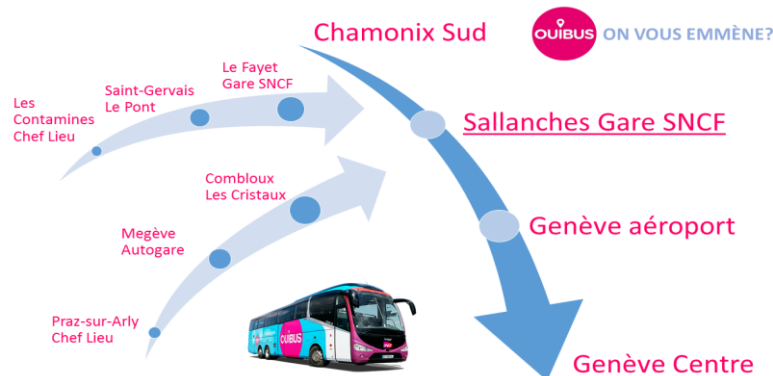 Chamonix Sud
OUIBUS
ON VOUS EMMÈNE?
Le Fayet
Gare SNCF
Saint-Gervais
Le Pont
Les
Contamines
Chef Lieu
Sallanches Gare SNCF
Combloux
Les Cristaux
Megève
Autogare
Genève aéroport
Praz-sur-Arly
Chef Lieu
OUIBUS
Genève Centre